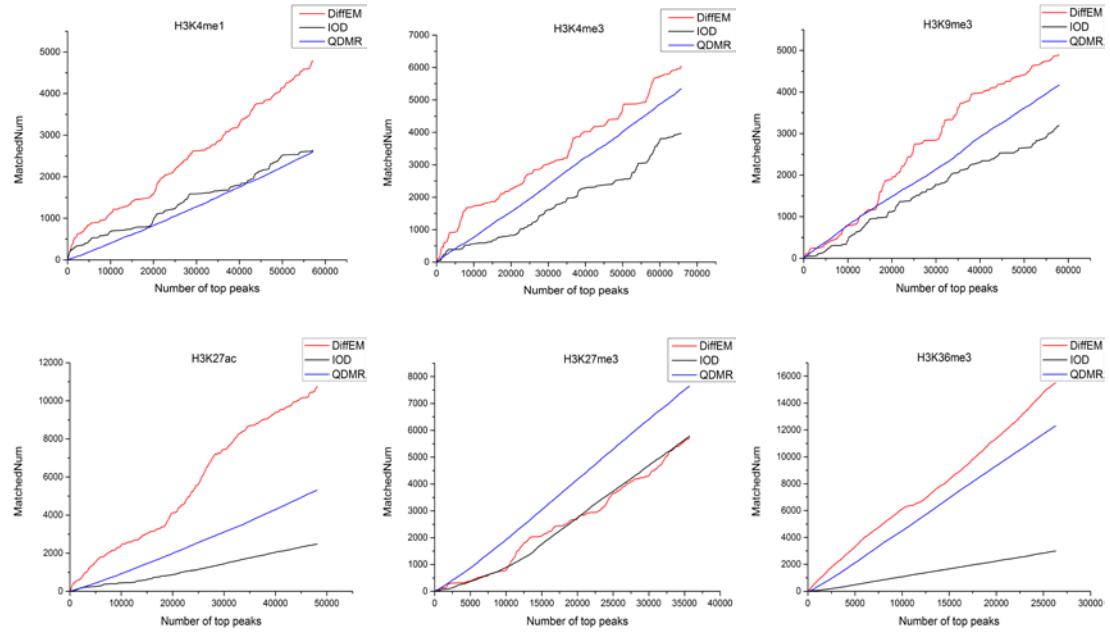 H3K4me1
DiffEM
IOD
QDMR
MatchedNum
5000
4000
3000
2000
1000
0
0 10000 20000 30000 40000 50000 60000 70000
Number of top peaks
H3K4me3
DiffEM
IOD
QDMR
MatchedNum
7000
6000
5000
4000
3000
2000
1000
0
0 10000 20000 30000 40000 50000 60000 70000
Number of top peaks
H3K9me3
DiffEM
IOD
QDMR
MatchedNum
5000
4000
3000
2000
1000
0
0 10000 20000 30000 40000 50000 60000
Number of top peaks
H3K27ac
DiffEM
IOD
QDMR
MatchedNum
12000
10000
8000
6000
4000
2000
0
0 10000 20000 30000 40000 50000
Number of top peaks
H3K27me3
DiffEM
IOD
QDMR
MatchedNum
8000
7000
6000
5000
4000
3000
2000
1000
0
0 5000 10000 15000 20000 25000 30000 35000 40000
Number of top peaks
H3K36me3
DiffEM
IOD
QDMR
MatchedNum
16000
14000
12000
10000
8000
6000
4000
2000
0
0 5000 10000 15000 20000 25000 30000
Number of top peaks